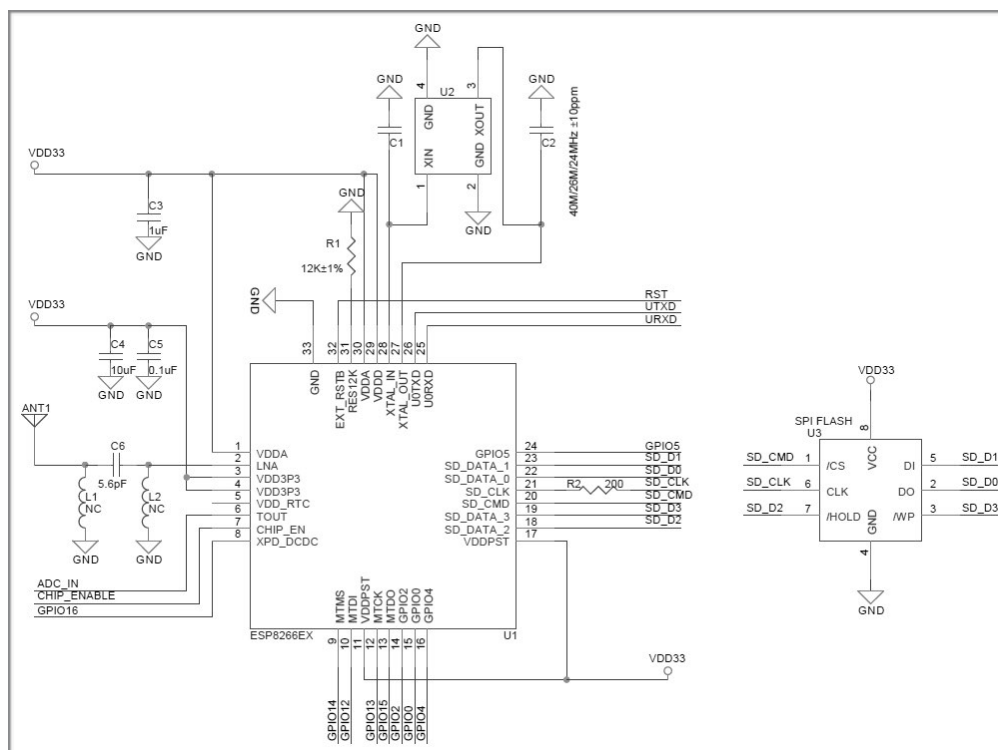 GND
4
3
U2
GND
GND
GND
XOUT
XIN
GND
C1
C2
1
2
GND
40M/26M/24MHz ±10ppm
VDD33
C3
1uF
GND
GND
R1
12K±1%
GND
VDD33
C4
10uF
GND
C5
0.1uF
GND
RST
UTXD
URXD
33
32
31
30
29
28
27
26
25
GND
EXT_RSTB
RES12K
VDDA
VDDD
XTAL_IN
XTAL_OUT
U0TXD
U0RXD
ANT1
C6
5.6pF
L1
NC
GND
L2
NC
GND
1 VDDA
2 LNA
3 VDD3P3
4 VDD3P3
5 VDD_RTC
6 TOUT
7 CHIP_EN
8 XPD_DCDC
ADC_IN
CHIP_ENABLE
GPIO16
GPIO5 24 GPIO5
SD_DATA_1 23 SD_D1
SD_DATA_0 22 SD_D0
SD_CLK 21 R2 200 SD_CLK
SD_CMD 20 SD_CMD
SD_DATA_3 19 SD_D3
SD_DATA_2 18 SD_D2
VDDPST 17
MTMS
MTDI
VDDPST
MTCK
MTDO
GPIO2
GPIO0
GPIO4
ESP8266EX
U1
9
10
11
12
13
14
15
16
GPIO14
GPIO12
GPIO13
GPIO15
GPIO2
GPIO0
GPIO4
VDD33
VDD33
SPI FLASH
U3
8
VCC
SD_CMD 1 /CS
DI 5 SD_D1
SD_CLK 6 CLK
DO 2 SD_D0
SD_D2 7 /HOLD
/WP 3 SD_D3
GND
4
GND